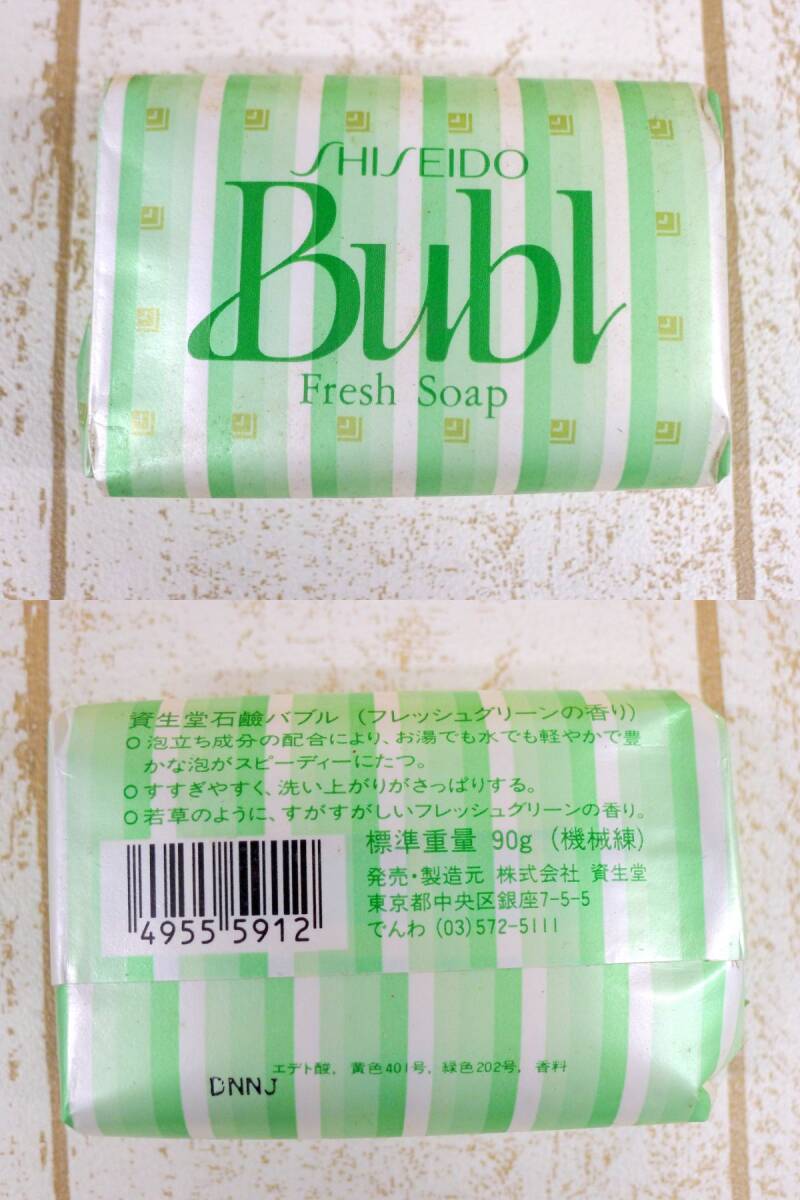 SHISEIDO
Bubl
Fresh Soap
資生堂石鹸バブル (フレッシュグリーンの香り)
○泡立ち成分の配合により、お湯でも水でも軽やかで豊
かな泡がスピーディーにたつ。
○すすぎやすく、洗い上がりがさっぱりする。
○若草のように、すがすがしいフレッシュグリーンの香り。
標準重量 90g (機械練)
発売・製造元 株式会社 資生堂
東京都中央区銀座7-5-5
でんわ (03)572-5111
4955 5912
エデト酸, 黄色401号, 緑色202号, 香料
DNNJ